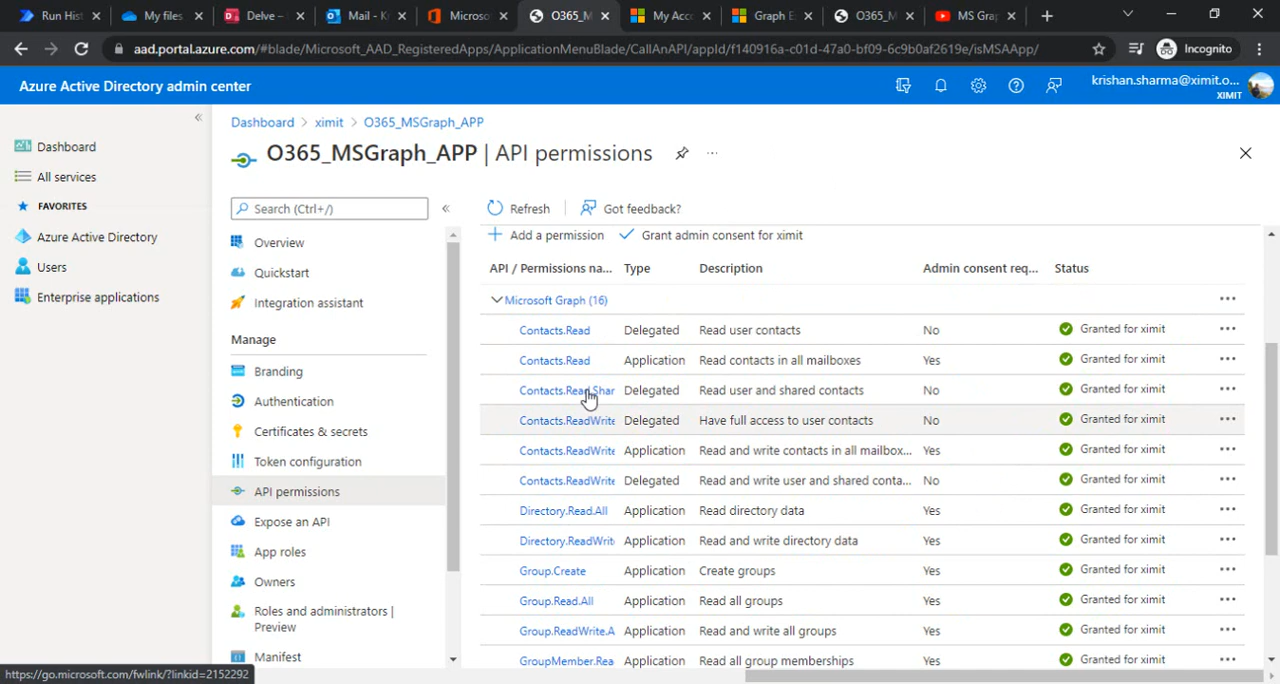 Run Hist
My files
Delve –
Mail - K
Microso
O365_M
My Acc
Graph E
O365_M
MS Gra
aad.portal.azure.com/#blade/Microsoft_AAD_RegisteredApps/ApplicationMenuBlade/CallAnAPI/appId/f140916a-c01d-47a0-bf09-6c9b0af2619e/isMSAApp/
Incognito
Azure Active Directory admin center
krishan.sharma@ximit.o...
XIMIT
Dashboard
All services
FAVORITES
Azure Active Directory
Users
Enterprise applications
Dashboard > ximit > O365_MSGraph_APP
O365_MSGraph_APP | API permissions
Search (Ctrl+/)
Overview
Quickstart
Integration assistant
Manage
Branding
Authentication
Certificates & secrets
Token configuration
API permissions
Expose an API
App roles
Owners
Roles and administrators |
Preview
Manifest
Refresh
Got feedback?
Add a permission
Grant admin consent for ximit
API / Permissions na... Type Description Admin consent req... Status
Microsoft Graph (16)
Contacts.Read Delegated Read user contacts No Granted for ximit
Contacts.Read Application Read contacts in all mailboxes Yes Granted for ximit
Contacts.Read.Shar Delegated Read user and shared contacts No Granted for ximit
Contacts.ReadWrite Delegated Have full access to user contacts No Granted for ximit
Contacts.ReadWrite Application Read and write contacts in all mailbox... Yes Granted for ximit
Contacts.ReadWrite Delegated Read and write user and shared conta... No Granted for ximit
Directory.Read.All Application Read directory data Yes Granted for ximit
Directory.ReadWrit Application Read and write directory data Yes Granted for ximit
Group.Create Application Create groups Yes Granted for ximit
Group.Read.All Application Read all groups Yes Granted for ximit
Group.ReadWrite.A Application Read and write all groups Yes Granted for ximit
GroupMember.Rea Application Read all group memberships Yes Granted for ximit
https://go.microsoft.com/fwlink/?linkid=2152292